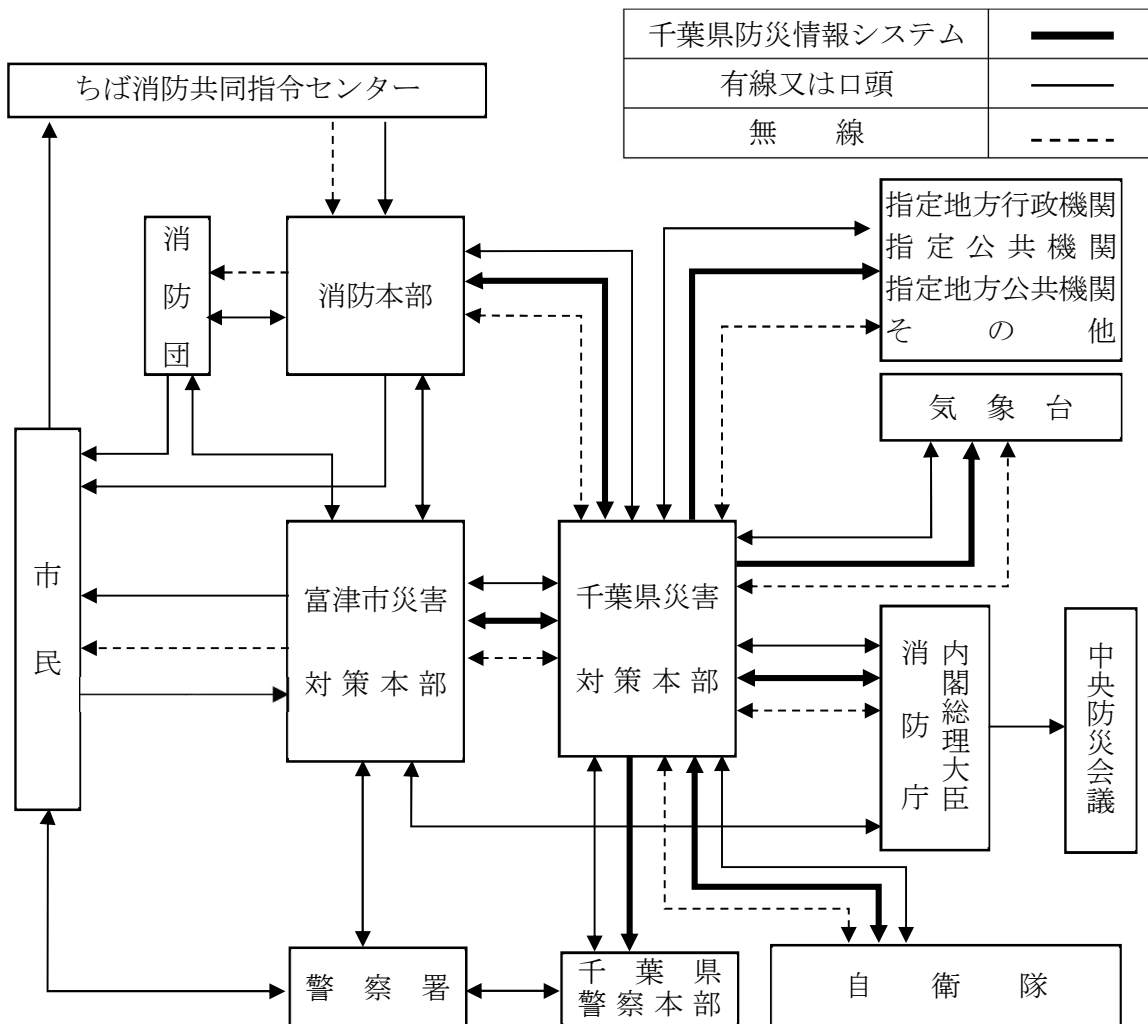 千葉県防災情報システム
有線又は口頭
無線
ちば消防共同指令センター
消防団
消防本部
指定地方行政機関
指定公共機関
指定地方公共機関
その他
気象台
市民
富津市災害
対策本部
千葉県災害
対策本部
内閣総理大臣
消防庁
中央防災会議
警察署
千葉県
警察本部
自衛隊